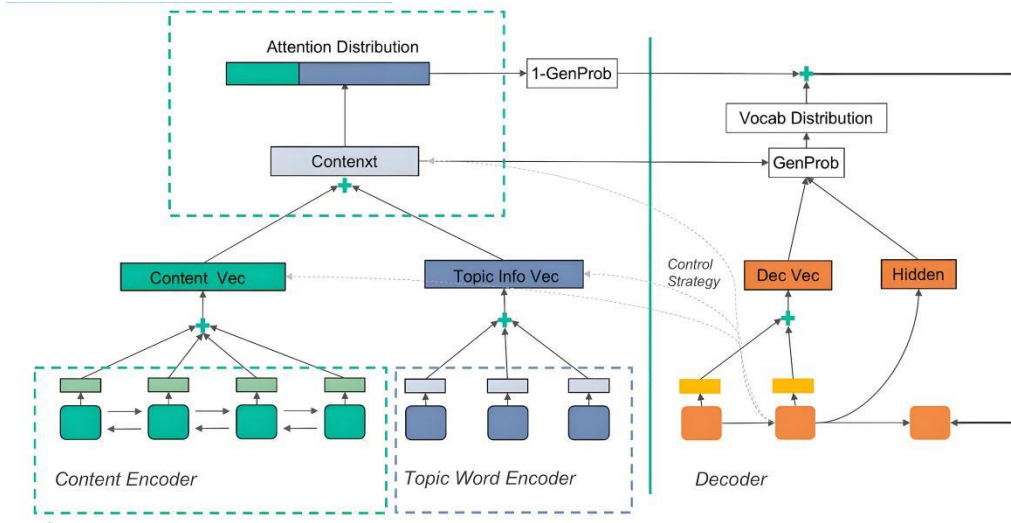 Attention Distribution
1-GenProb
Vocab Distribution
Contenxt
GenProb
Content Vec
Topic Info Vec
Control
Strategy
Dec Vec
Hidden
Content Encoder
Topic Word Encoder
Decoder